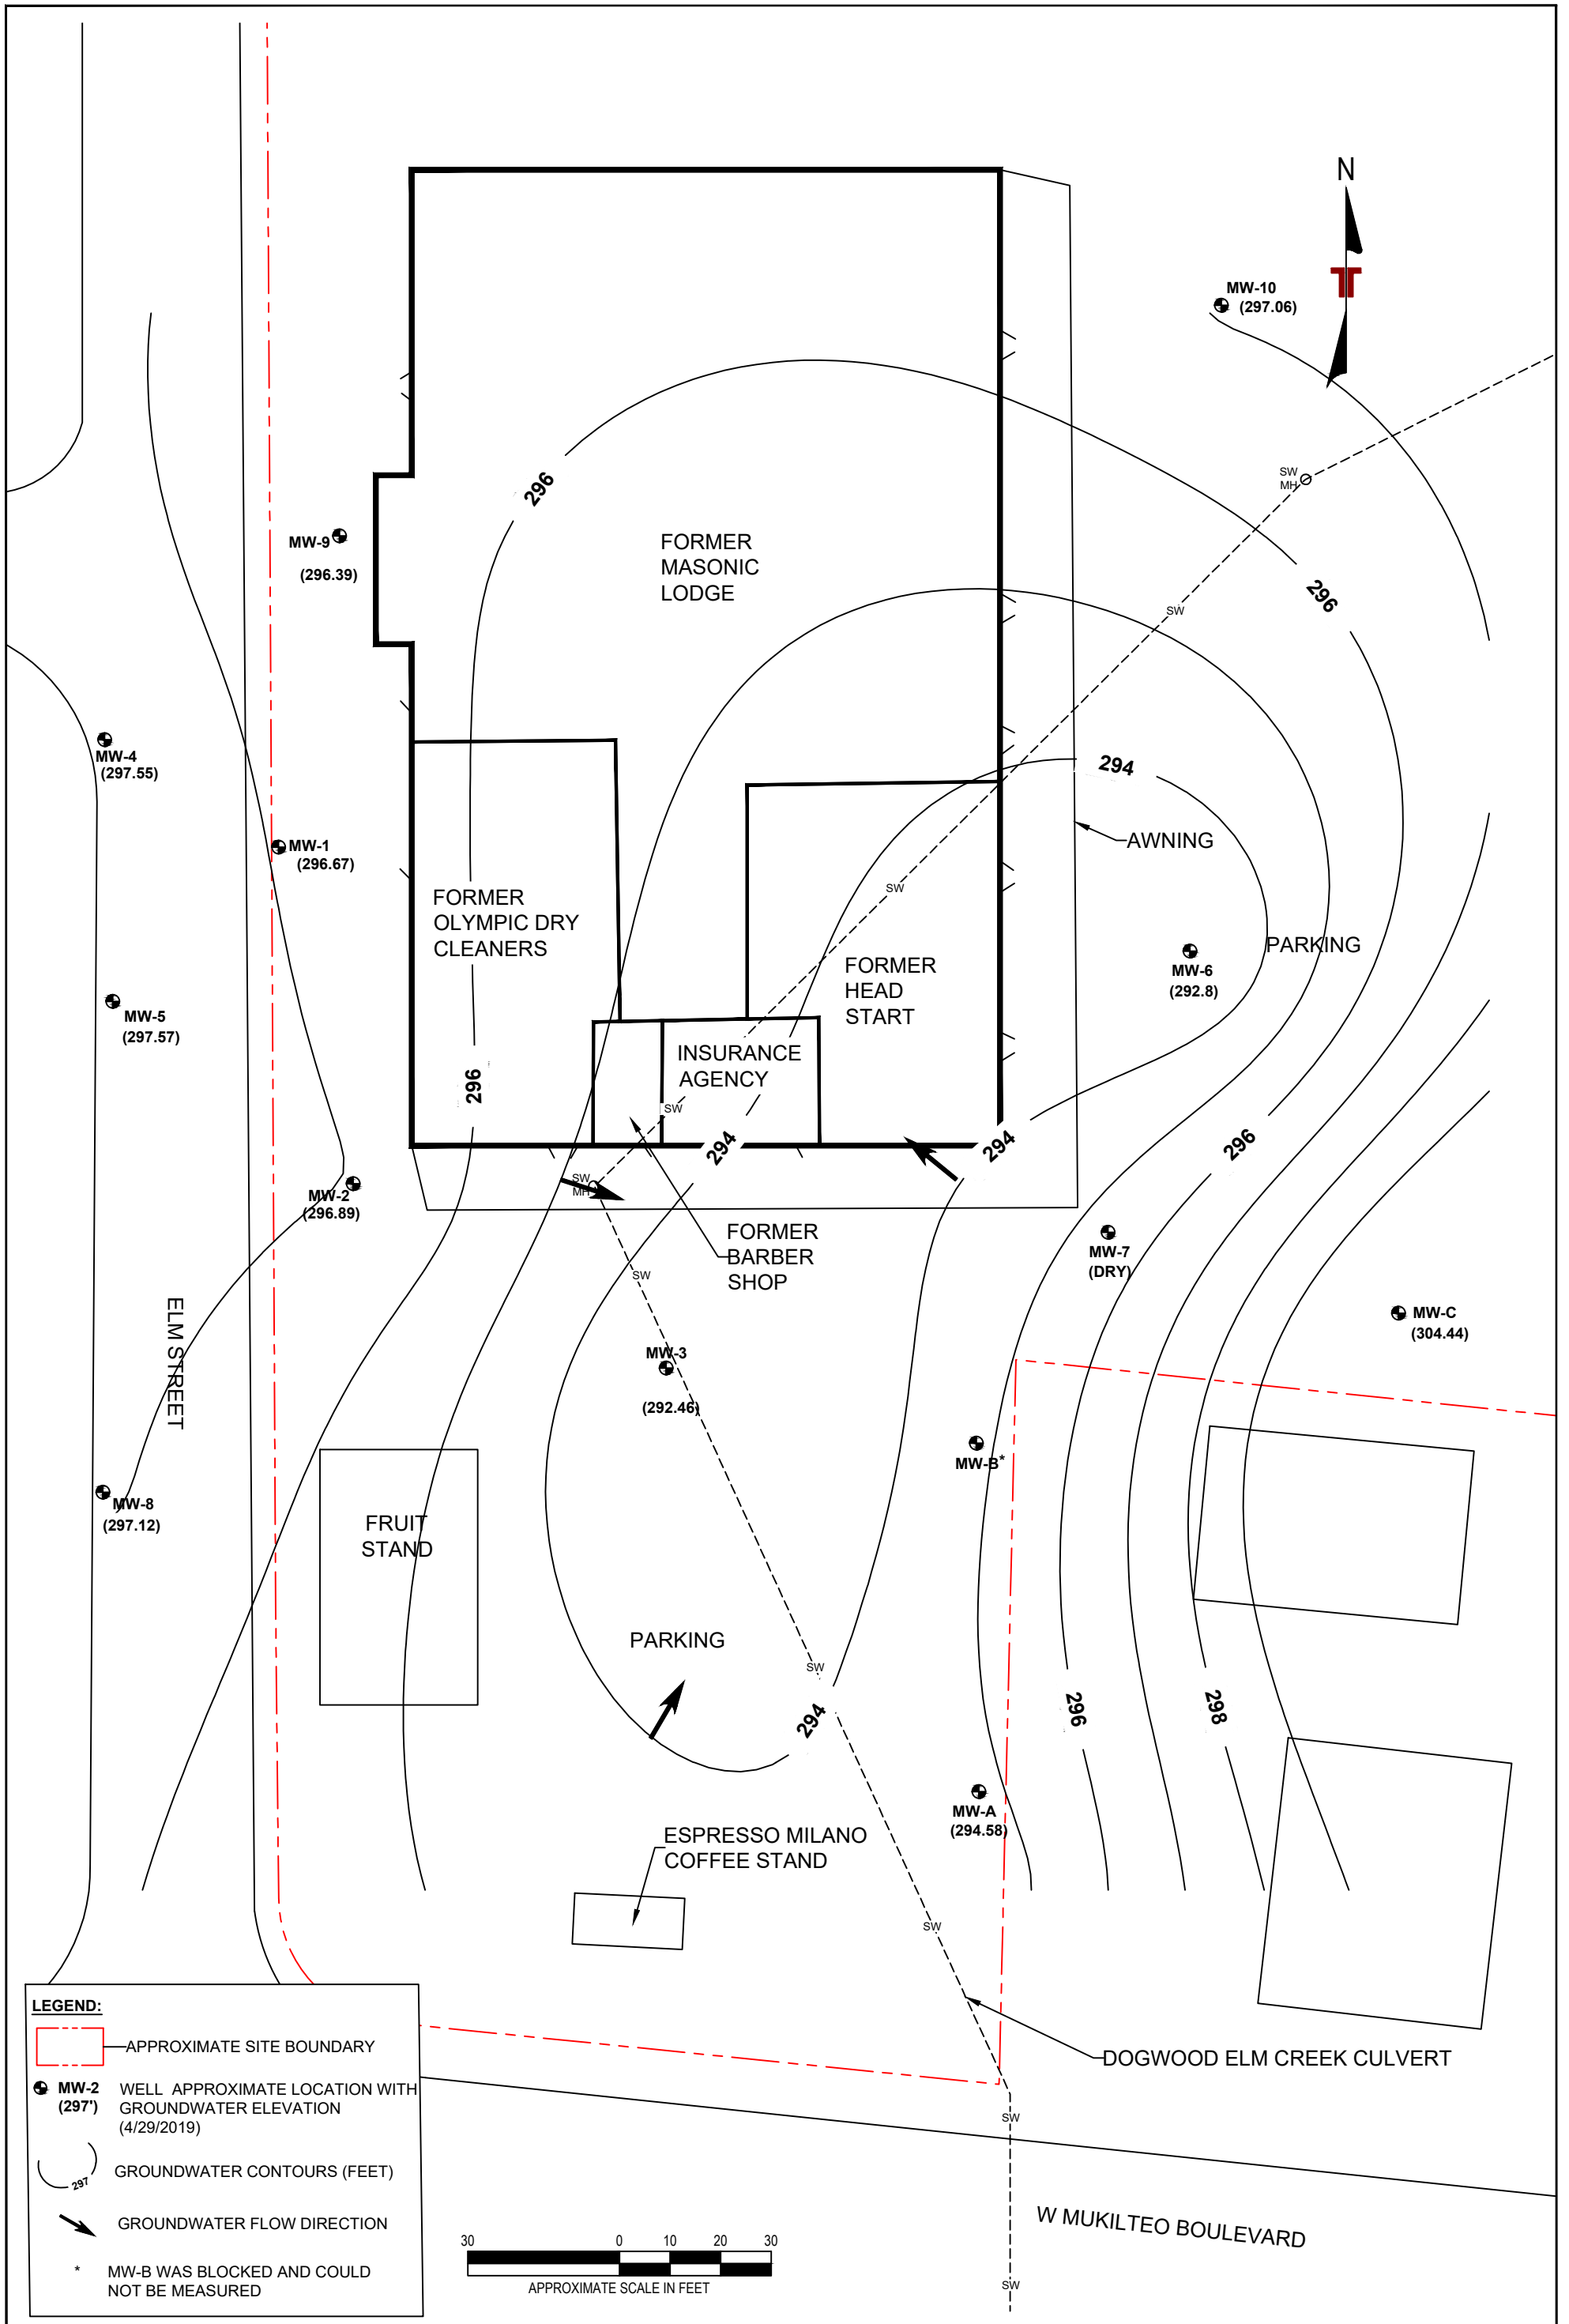 N
MW-10
(297.06)
SW
MH
296
FORMER
MASONIC
LODGE
MW-9
(296.39)
296
SW
MW-4
(297.55)
294
AWNING
MW-1
(296.67)
FORMER
OLYMPIC DRY
CLEANERS
SW
PARKING
MW-6
(292.8)
FORMER
HEAD
START
MW-5
(297.57)
INSURANCE
AGENCY
296
SW
294
294
296
SW
MH
MW-2
(296.89)
FORMER
BARBER
SHOP
MW-7
(DRY)
SW
ELM STREET
MW-C
(304.44)
MW-3
(292.46)
MW-B*
MW-8
(297.12)
FRUIT
STAND
PARKING
SW
294
296
298
MW-A
(294.58)
ESPRESSO MILANO
COFFEE STAND
SW
DOGWOOD ELM CREEK CULVERT
SW
W MUKILTEO BOULEVARD
SW
LEGEND:
APPROXIMATE SITE BOUNDARY
MW-2
(297')
WELL APPROXIMATE LOCATION WITH
GROUNDWATER ELEVATION
(4/29/2019)
297
GROUNDWATER CONTOURS (FEET)
GROUNDWATER FLOW DIRECTION
* MW-B WAS BLOCKED AND COULD
NOT BE MEASURED
30 0 10 20 30
APPROXIMATE SCALE IN FEET